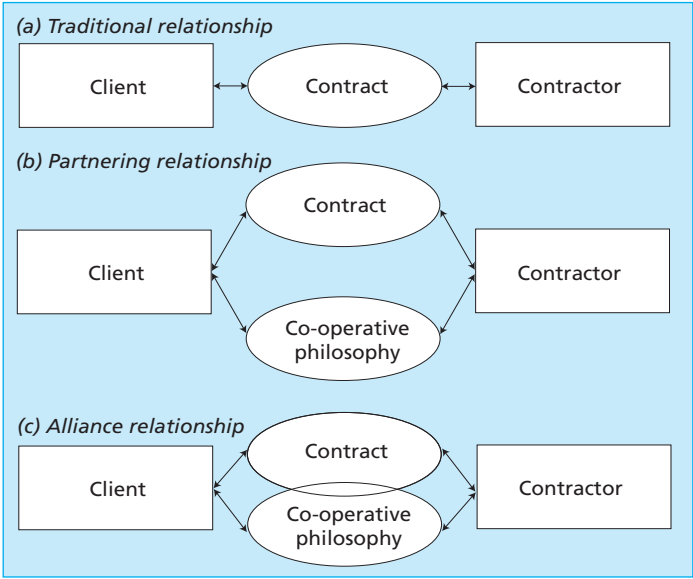 (a) Traditional relationship
Client
Contract
Contractor
(b) Partnering relationship
Contract
Client
Contractor
Co-operative
philosophy
(c) Alliance relationship
Contract
Client
Contractor
Co-operative
philosophy